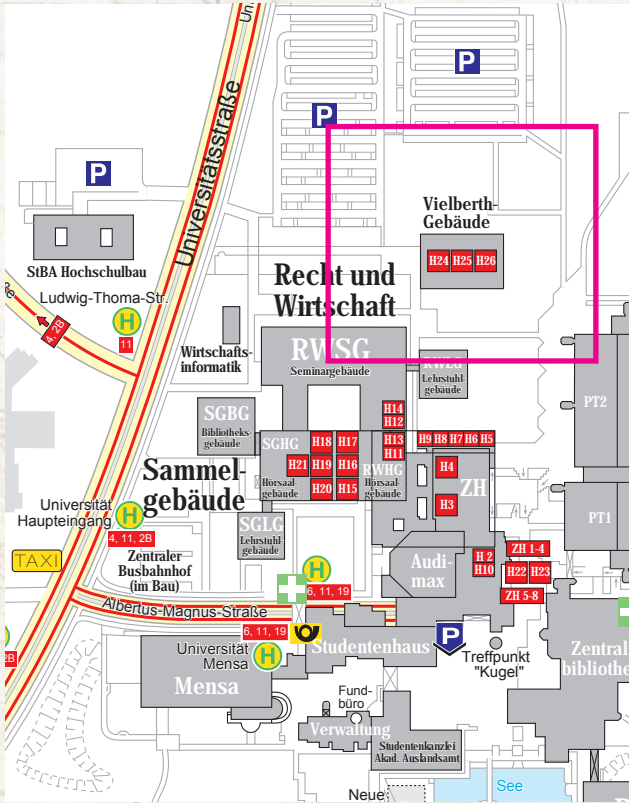 Un
P
P
P
Universitätsstraße
Vielberth-
Gebäude
H24 H25 H26
StBA Hochschulbau
Ludwig-Thoma-Str.
H
11
4, 2B
Recht und
Wirtschaft
RWSG
Seminargebäude
Wirtschafts-
informatik
RWLG
Lehrstuhl
gebäude
PT2
SGBG
Bibliotheks-
gebäude
H14
H12
SGHG
Hörsaal
gebäude
H18 H17
H21 H19 H16
H20 H15
H13
H11
RWHG
Hörsaal
gebäude
H9 H8 H7 H6 H5
H4
ZH
H3
Sammel-
gebäude
Universität
Haupteingang
H
4, 11, 2B
SGLG
Lehrstuhl
gebäude
PT1
TAXI
Zentraler
Busbahnhof
(im Bau)
H
6, 11, 19
Audi-
max
H 2
H10
ZH 1-4
H22 H23
ZH 5-8
Albertus-Magnus-Straße
6, 11, 19
Universität
Mensa
H
2B
Studentenhaus
P
Treffpunkt
"Kugel"
Zentral
bibliothe
Mensa
Fund-
büro
Verwaltung
Studentenkanzlei
Akad. Auslandsamt
See
Neue